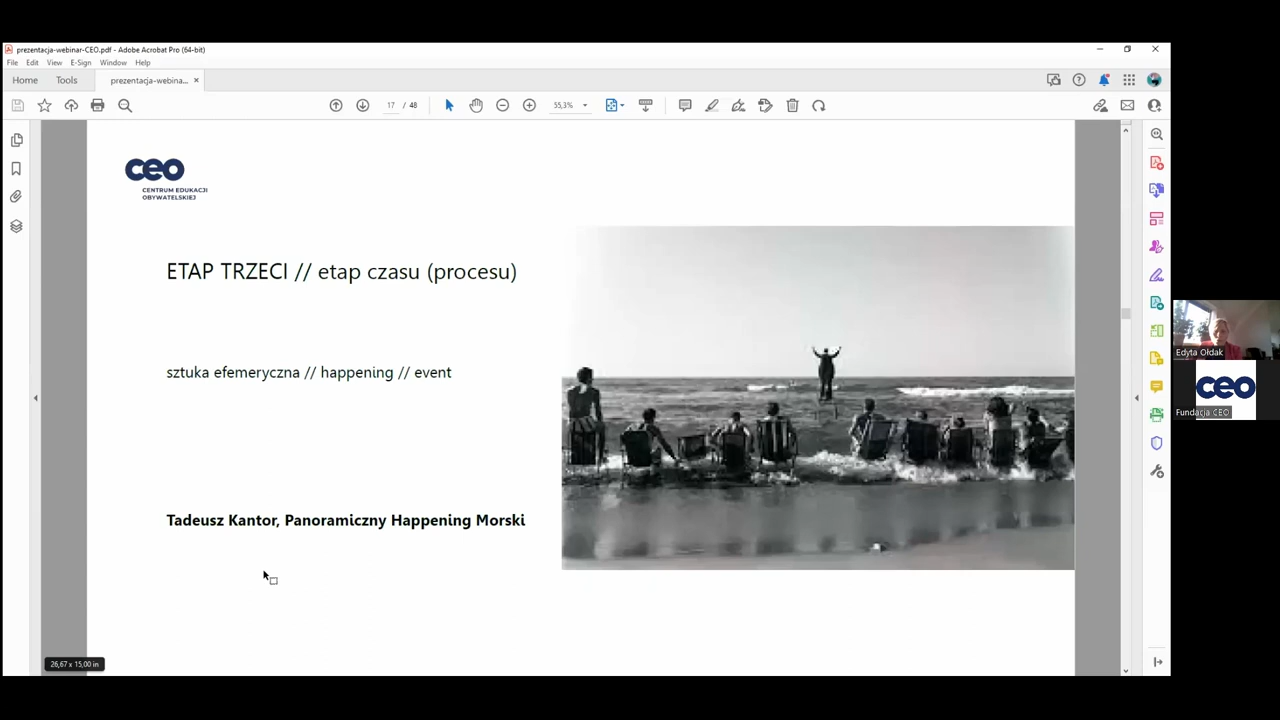 prezentacja-webinar-CEO.pdf - Adobe Acrobat Pro (64-bit)
File Edit View E-Sign Window Help
Home Tools prezentacja-webina... ×
17 / 48 55,3%
ceo
CENTRUM EDUKACJI
OBYWATELSKIEJ
ETAP TRZECI // etap czasu (procesu)
sztuka efemeryczna // happening // event
Tadeusz Kantor, Panoramiczny Happening Morski
26,67 x 15,00 in
Edyta Ołdak
ceo
Fundacja CEO